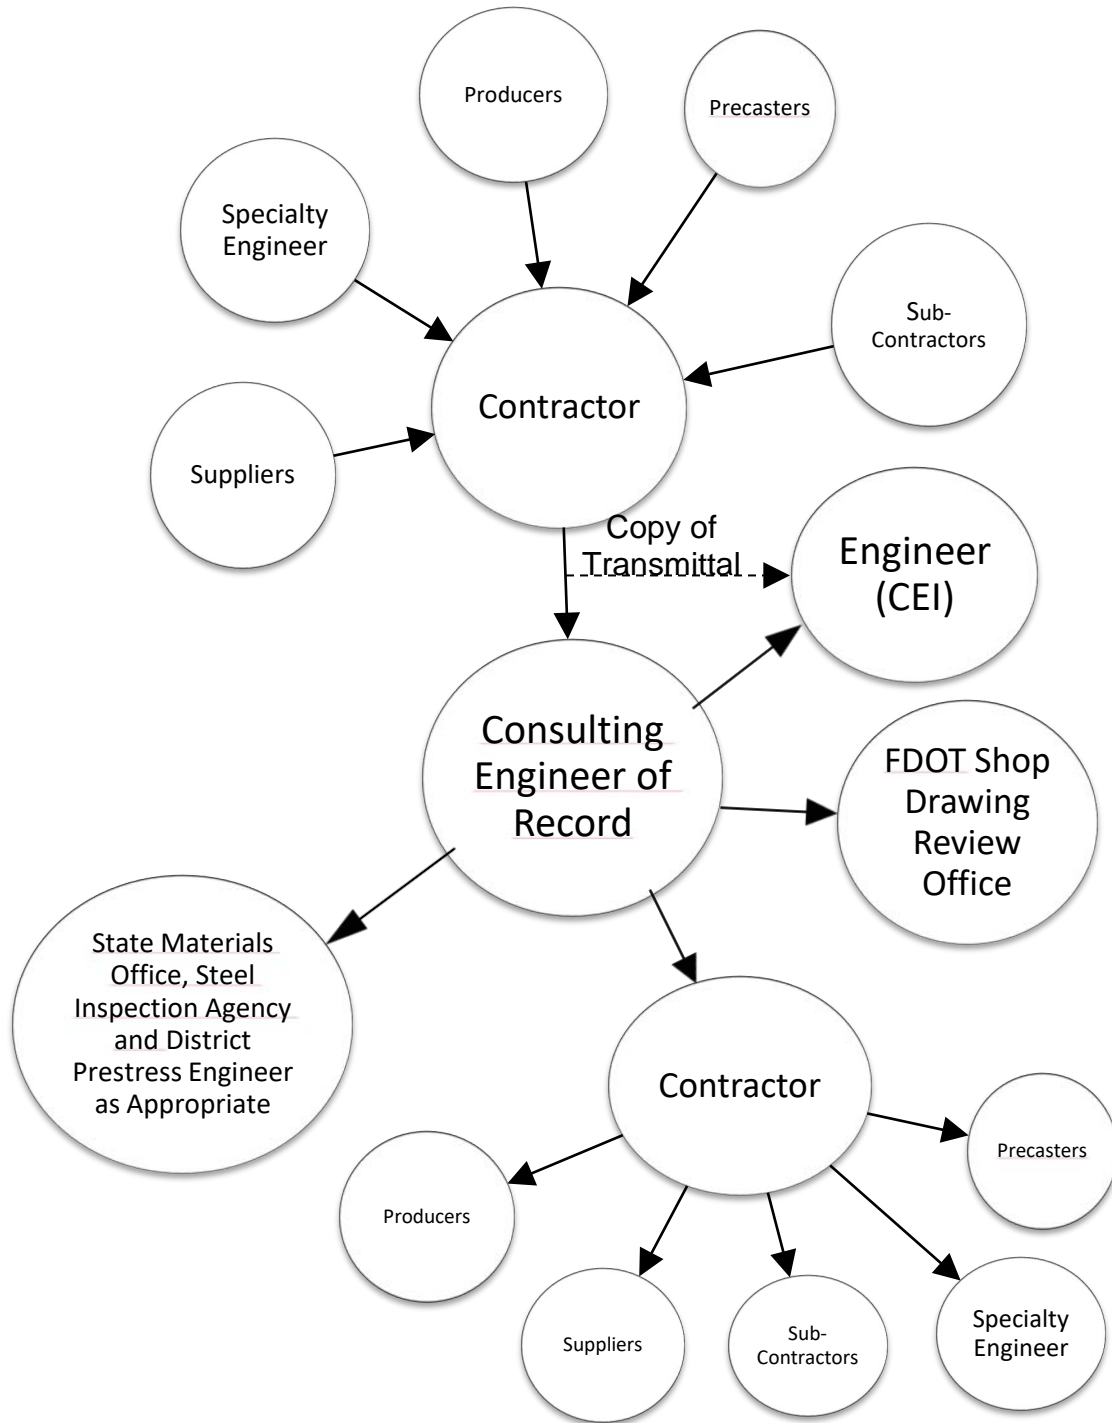 Producers
Precasters
Specialty
Engineer
Sub-
Contractors
Contractor
Suppliers
Copy of
Transmittal
Engineer
(CEI)
Consulting
Engineer of
Record
FDOT Shop
Drawing
Review
Office
State Materials
Office, Steel
Inspection Agency
and District
Prestress Engineer
as Appropriate
Contractor
Precasters
Producers
Suppliers
Sub-
Contractors
Specialty
Engineer